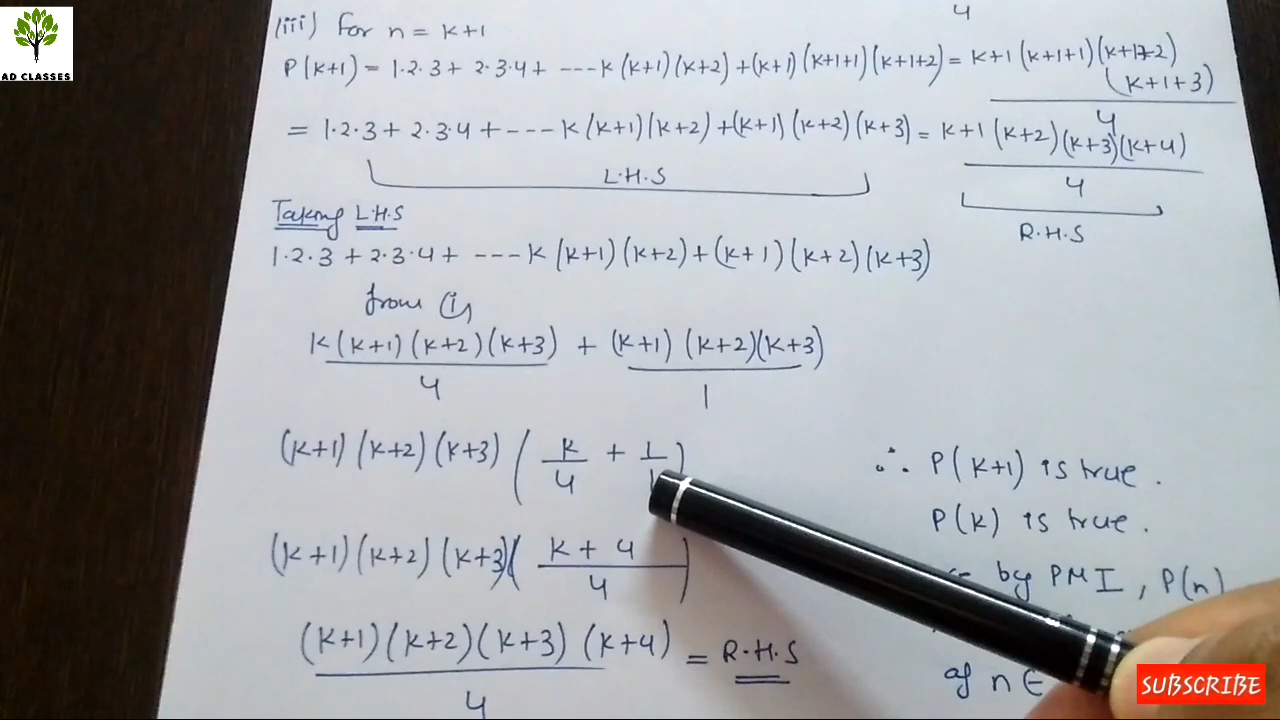 AD CLASSES
4
(iii) for n = k+1
P(k+1) = 1·2·3 + 2·3·4 + ---- k(k+1)(k+2) + (k+1)(k+1+1)(k+1+2) = k+1(k+1+1)(k+1+2)(k+1+3)
4
= 1·2·3 + 2·3·4 + --- k(k+1)(k+2) + (k+1)(k+2)(k+3) = k+1(k+2)(k+3)(k+4)
4
L.H.S
R.H.S
Taking L.H.S
1·2·3 + 2·3·4 + --- k(k+1)(k+2) + (k+1)(k+2)(k+3)
from (i)
k(k+1)(k+2)(k+3) + (k+1)(k+2)(k+3)
4 1
(k+1)(k+2)(k+3)(k/4 + 1/1)
(k+1)(k+2)(k+3)(k+4/4)
(k+1)(k+2)(k+3)(k+4) = R.H.S
4
∴ P(k+1) is true.
P(k) is true.
by PMI, P(n)
of n ∈
SUBSCRIBE